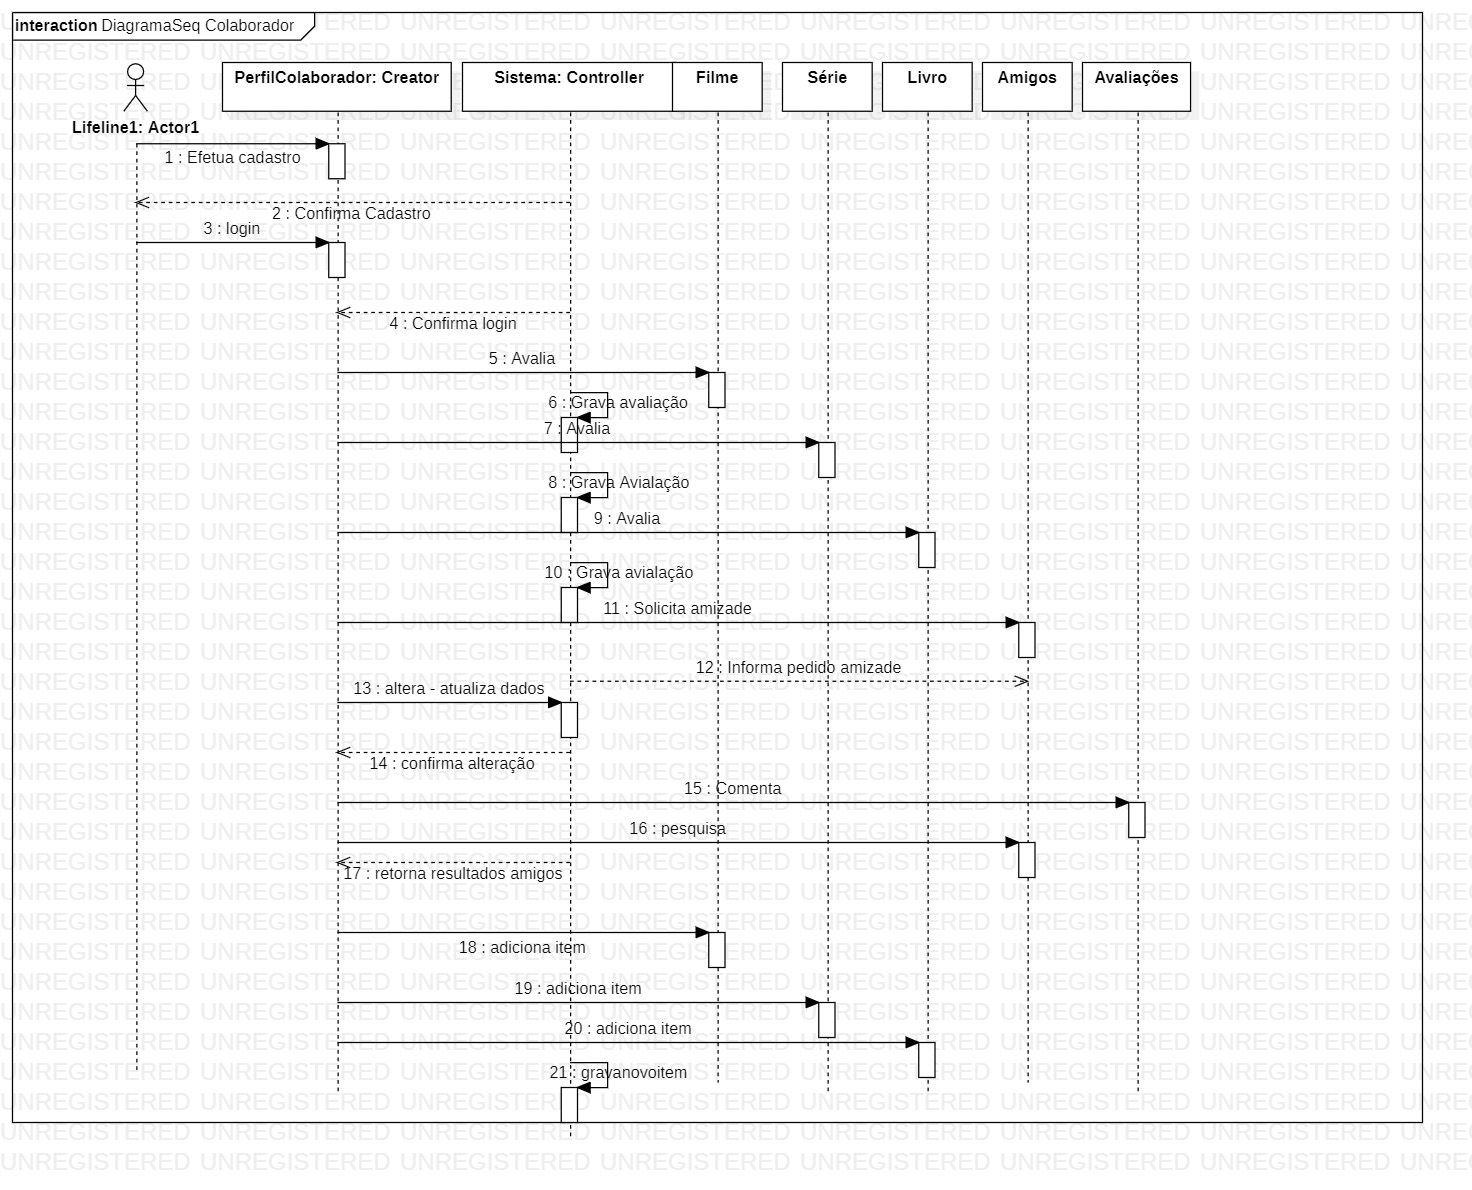 interaction DiagramaSeq Colaborador
PerfilColaborador: Creator
Sistema: Controller
Filme
Série
Livro
Amigos
Avaliações
Lifeline1: Actor1
1 : Efetua cadastro
2 : Confirma Cadastro
3 : login
4 : Confirma login
5 : Avalia
6 : Grava avaliação
7 : Avalia
8 : Grava Avialação
9 : Avalia
10 : Grava avialação
11 : Solicita amizade
12 : Informa pedido amizade
13 : altera - atualiza dados
14 : confirma alteração
15 : Comenta
16 : pesquisa
17 : retorna resultados amigos
18 : adiciona item
19 : adiciona item
20 : adiciona item
21 : gravanovoitem
UNREGISTERED